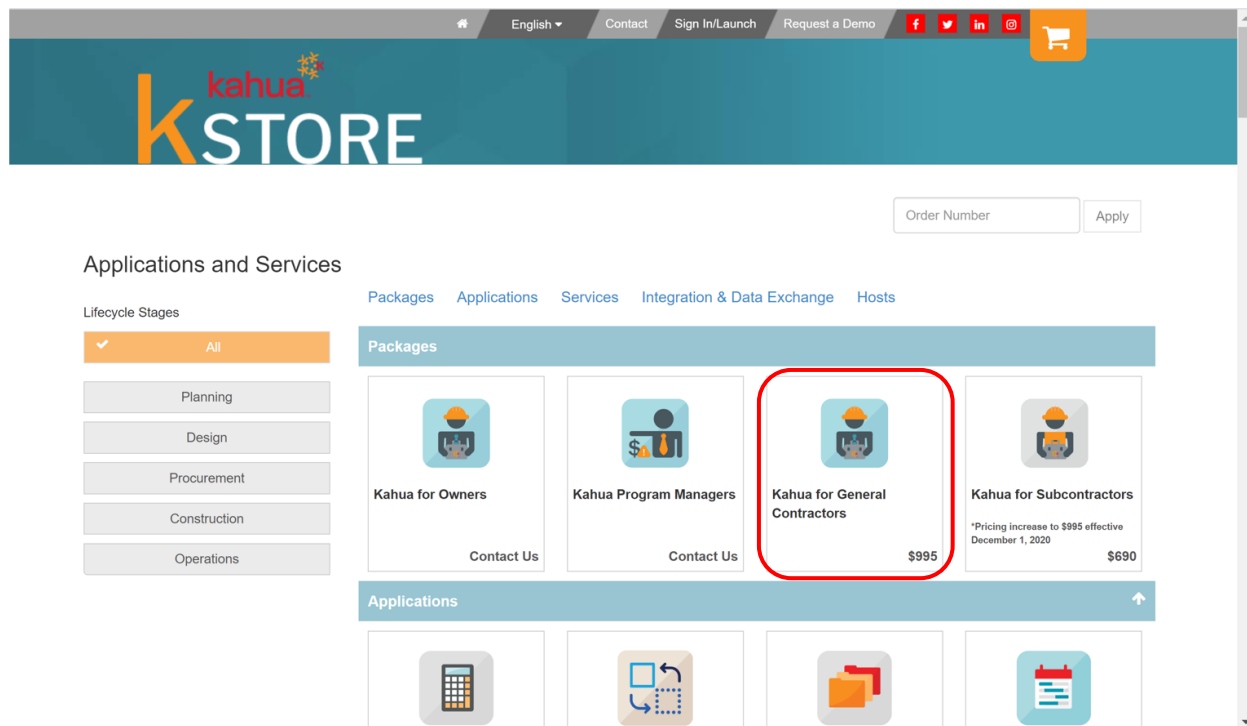 English
Contact
Sign In/Launch
Request a Demo
kahua
KSTORE
Order Number
Apply
Applications and Services
Lifecycle Stages
All
Planning
Design
Procurement
Construction
Operations
Packages
Applications
Services
Integration & Data Exchange
Hosts
Packages
Kahua for Owners
Contact Us
Kahua Program Managers
Contact Us
Kahua for General
Contractors
$995
Kahua for Subcontractors
*Pricing increase to $995 effective
December 1, 2020
$690
Applications